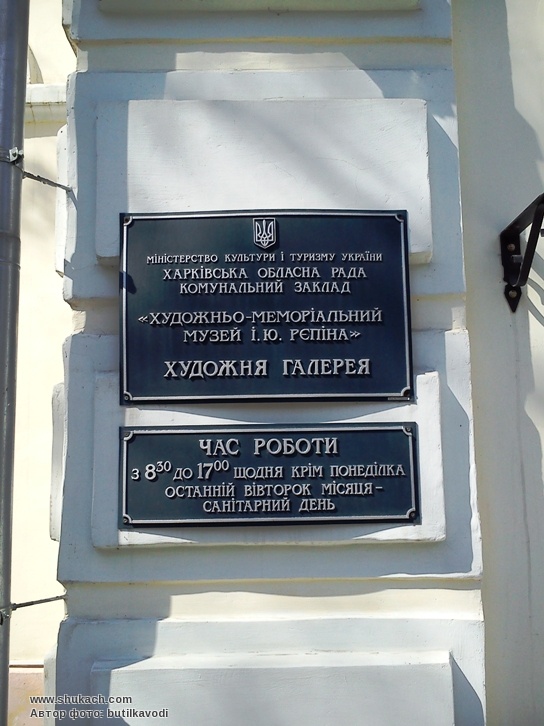 МІНІСТЕРСТВО КУЛЬТУРИ І ТУРИЗМУ УКРАЇНИ
ХАРКІВСЬКА ОБЛАСНА РАДА
КОМУНАЛЬНИЙ ЗАКЛАД
«ХУДОЖНЬО-МЕМОРІАЛЬНИЙ
МУЗЕЙ І.Ю. РЄПІНА»
ХУДОЖНЯ ГАЛЕРЕЯ
ЧАС РОБОТИ
З 8³⁰ ДО 17⁰⁰ ЩОДНЯ КРІМ ПОНЕДІЛКА
ОСТАННІЙ ВІВТОРОК МІСЯЦЯ-
САНІТАРНИЙ ДЕНЬ
www.shukach.com
Автор фото: butilkavodi